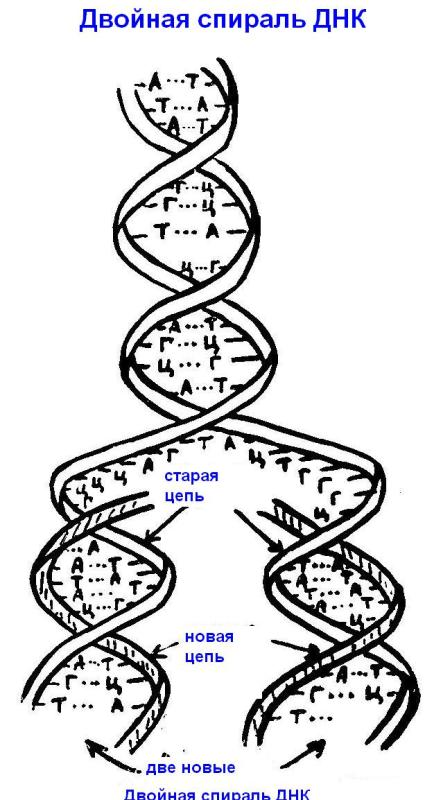 Двойная спираль ДНК
А...Т
Т...А
А...Т
Г...Ц
Г...Ц
Т...А
Ц...Г
А...Т
Г...Ц
Ц...Г
А...Т
Ц Ц Ц А Г Т А Ц Т Г Г Ц
старая
цепь
А
А...Т
Т...А
Ц...Г
новая
цепь
А...Т
Г...Ц
Т...А
Г...Ц
Т...
две новые
Двойная спираль ДНК